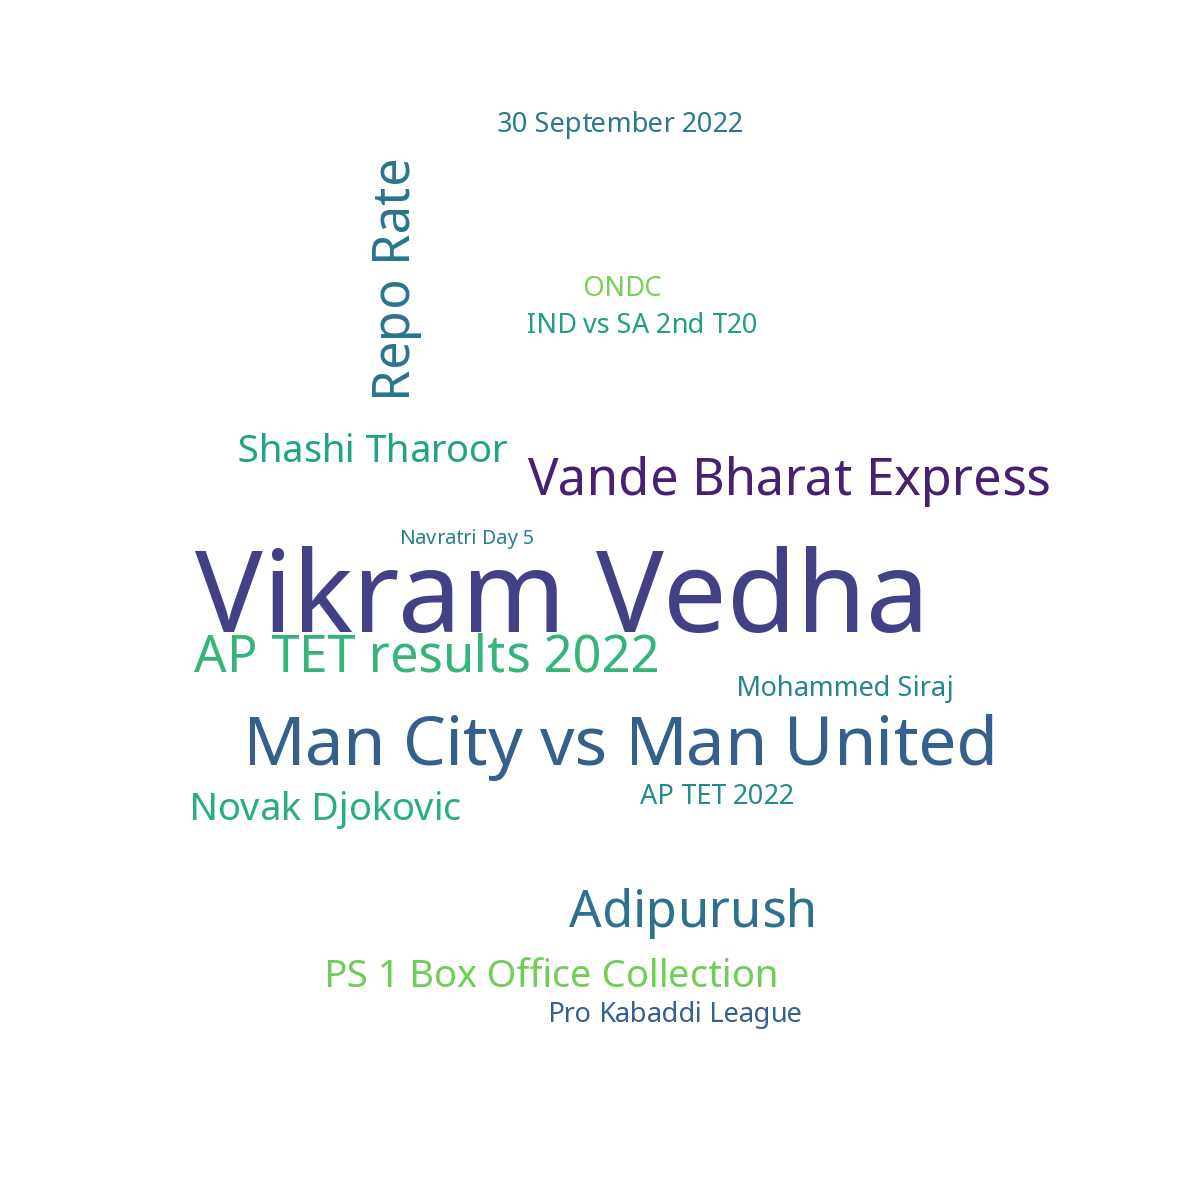 30 September 2022
Repo Rate
ONDC
IND vs SA 2nd T20
Shashi Tharoor
Vande Bharat Express
Navratri Day 5
Vikram Vedha
AP TET results 2022
Mohammed Siraj
Man City vs Man United
AP TET 2022
Novak Djokovic
Adipurush
PS 1 Box Office Collection
Pro Kabaddi League